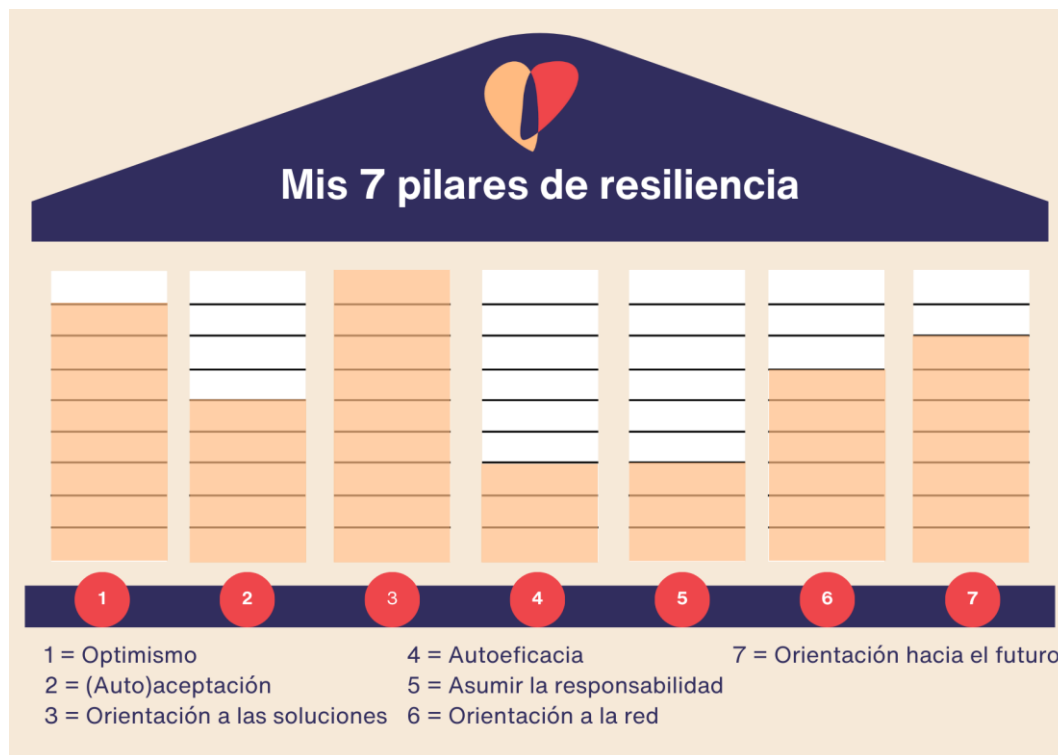 Mis 7 pilares de resiliencia
1
2
3
4
5
6
7
1 = Optimismo
2 = (Auto)aceptación
3 = Orientación a las soluciones
4 = Autoeficacia
5 = Asumir la responsabilidad
6 = Orientación a la red
7 = Orientación hacia el futuro